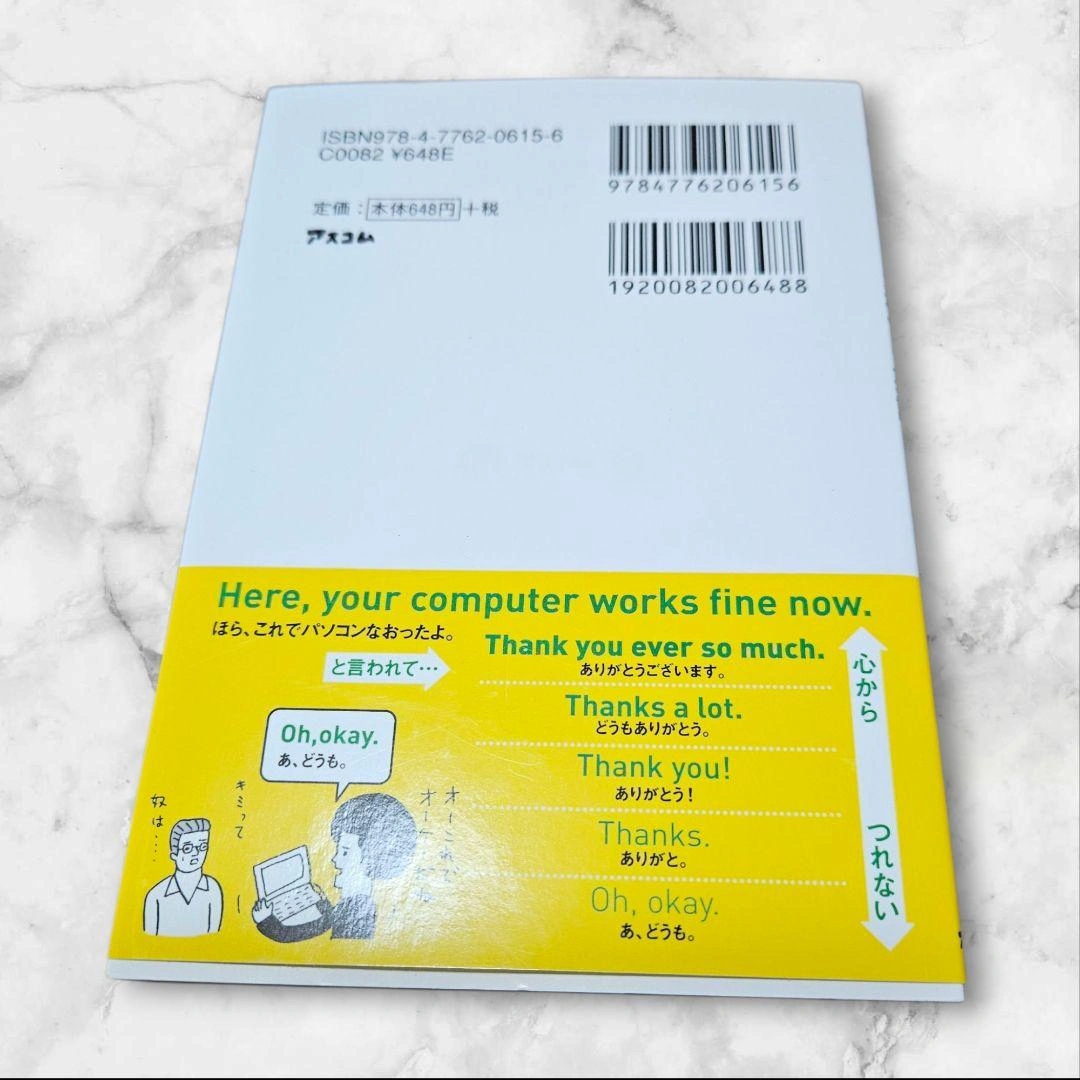 ISBN978-4-7762-0615-6
C0082 ¥648E
定価：本体648円＋税
アスコム
9784776206156
1920082006488
Here, your computer works fine now.
ほら、これでパソコンなおったよ。
と言われて…
Thank you ever so much.
ありがとうございます。
Thanks a lot.
どうもありがとう。
Thank you!
ありがとう！
Thanks.
ありがと。
Oh, okay.
あ、どうも。
心から
つれない
Oh,okay.
あ、どうも。
キミって
奴は‥‥